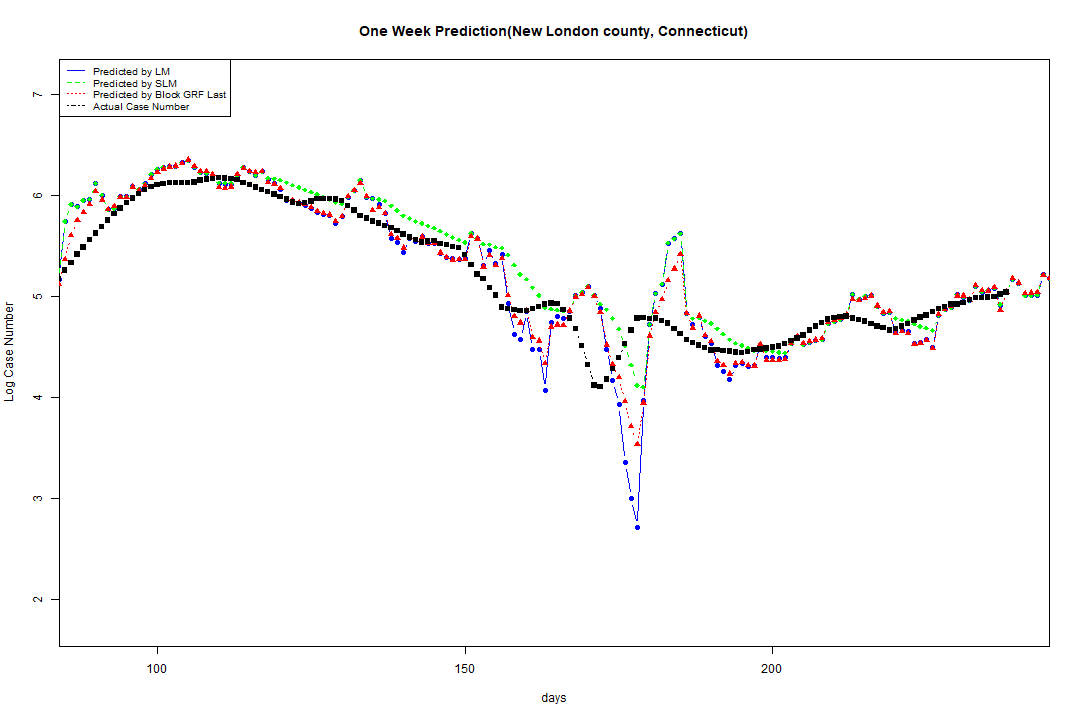 One Week Prediction(New London county, Connecticut)
Predicted by LM
Predicted by SLM
Predicted by Block GRF Last
Actual Case Number
7
6
5
4
3
2
Log Case Number
100
150
200
days